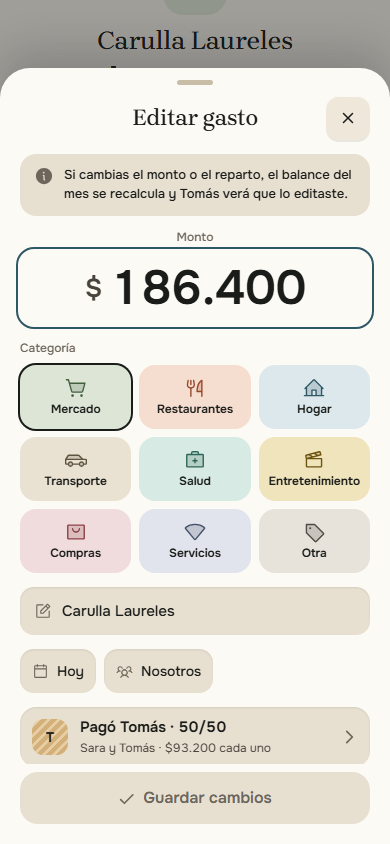 Carulla Laureles
Editar gasto
Si cambias el monto o el reparto, el balance del
mes se recalcula y Tomás verá que lo editaste.
Monto
$ 186.400
Categoría
Mercado
Restaurantes
Hogar
Transporte
Salud
Entretenimiento
Compras
Servicios
Otra
Carulla Laureles
Hoy
Nosotros
T
Pagó Tomás · 50/50
Sara y Tomás · $93.200 cada uno
Guardar cambios